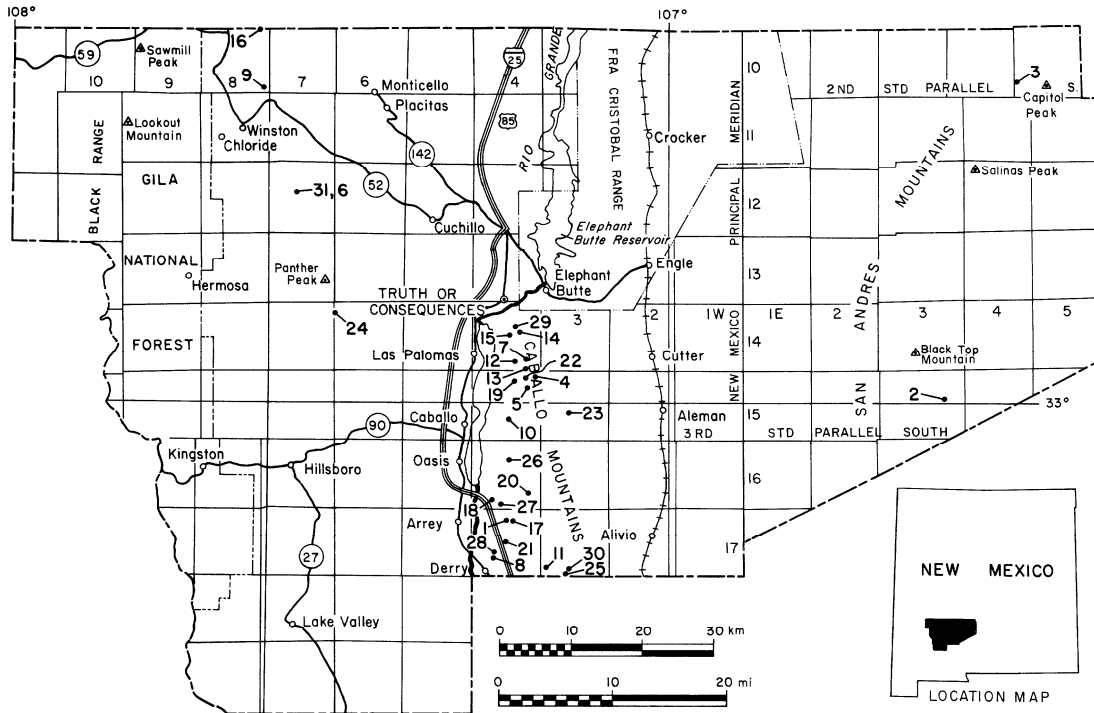 108°
107°
59
Sawmill
Peak
16
9
10
9
8
7
6
4
Monticello
Placitas
25
85
RIO
GRANDE
FRA CRISTOBAL RANGE
10
MERIDIAN
2ND STD PARALLEL S.
3
Capitol
Peak
Lookout
Mountain
Winston
Chloride
142
Crocker
11
BLACK RANGE
GILA
31,6
52
Cuchillo
12
PRINCIPAL
MOUNTAINS
Salinas Peak
Elephant
Butte Reservoir
NATIONAL
Hermosa
Panther
Peak
Elephant
Butte
Engle
13
TRUTH OR
CONSEQUENCES
24
3
2
1W
1E
2
3
4
5
MEXICO
ANDRES
FOREST
29
15
14
Las Palomas
7
12
22
13
4
19
5
CABALLO
Cutter
14
Black Top
Mountain
NEW
SAN
2
33°
23
Aleman
15
Caballo
10
90
3RD STD PARALLEL SOUTH
Kingston
Hillsboro
Oasis
26
MOUNTAINS
16
20
18
27
Arrey
1
17
Alivio
28
21
17
8
11
30
25
Derry
27
Lake Valley
0 10 20 30 km
0 10 20 mi
NEW MEXICO
LOCATION MAP